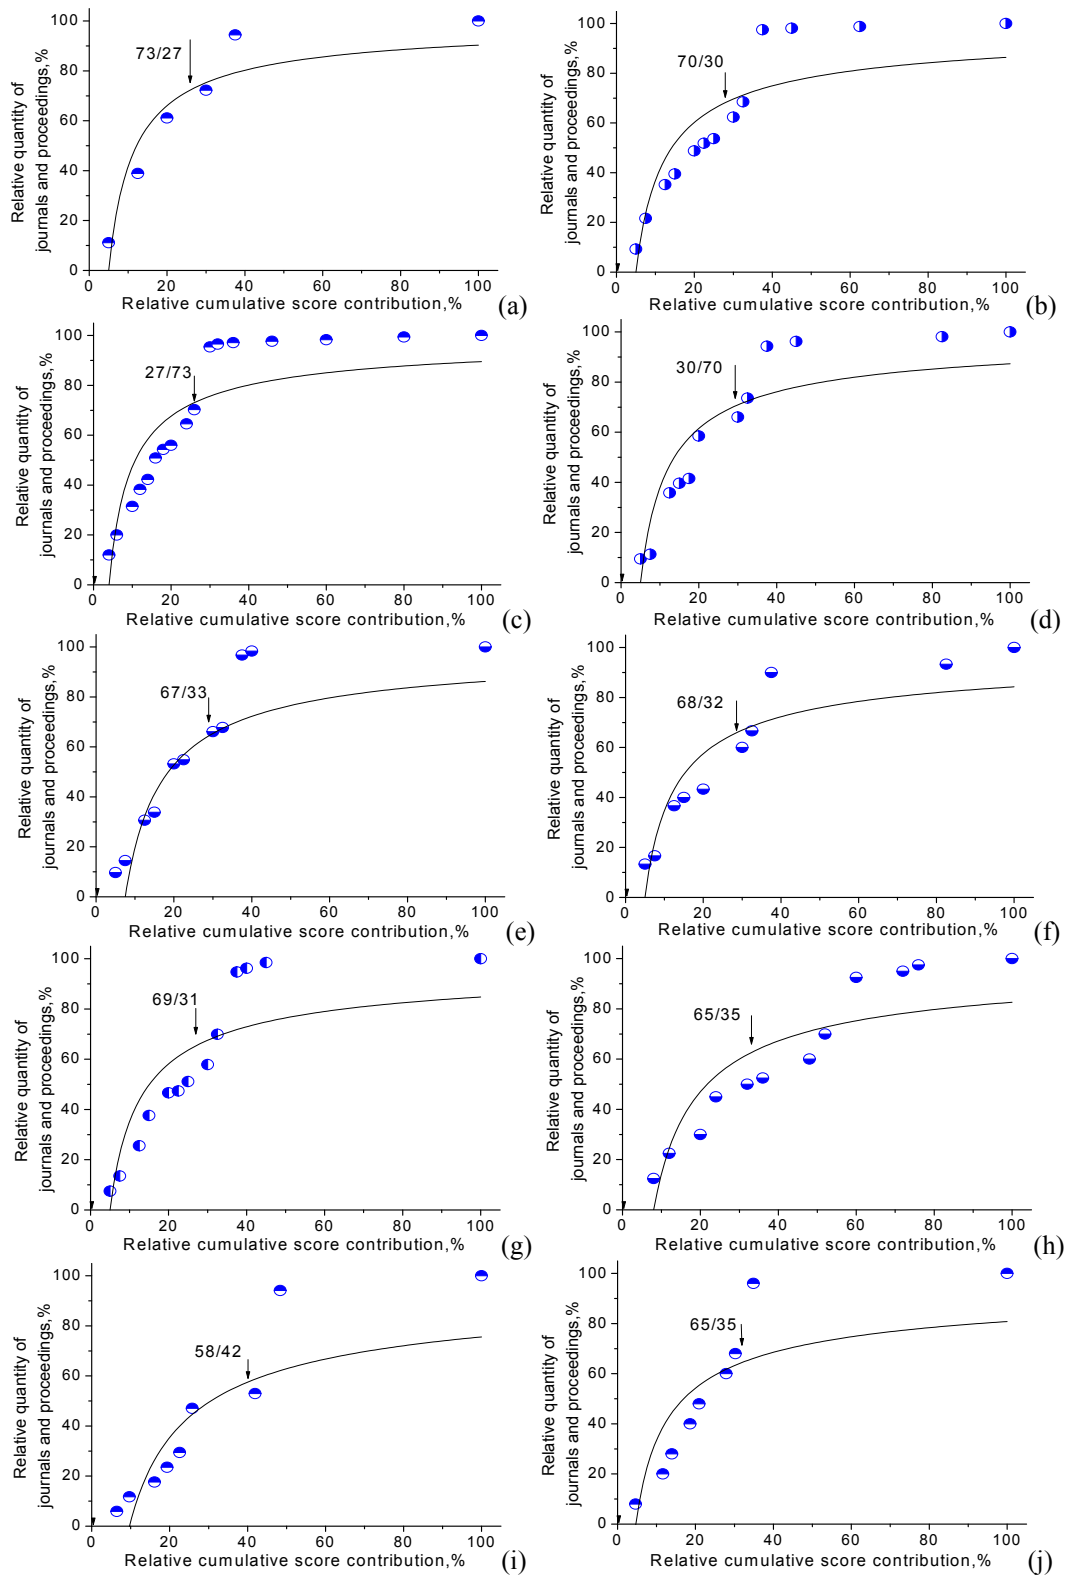 100
80
60
40
20
0
Relative quantity of
journals and proceedings,%
73/27
0 20 40 60 80 100
Relative cumulative score contribution,%
(a)
100
80
60
40
20
0
Relative quantity of
journals and proceedings,%
70/30
0 20 40 60 80 100
Relative cumulative score contribution,%
(b)
100
80
60
40
20
0
Relative quantity of
journals and proceedings,%
27/73
0 20 40 60 80 100
Relative cumulative score contribution,%
(c)
100
80
60
40
20
0
Relative quantity of
journals and proceedings,%
30/70
0 20 40 60 80 100
Relative cumulative score contribution,%
(d)
100
80
60
40
20
0
Relative quantity of
journals and proceedings,%
67/33
0 20 40 60 80 100
Relative cumulative score contribution,%
(e)
100
80
60
40
20
0
Relative quantity of
journals and proceedings,%
68/32
0 20 40 60 80 100
Relative cumulative score contribution,%
(f)
100
80
60
40
20
0
Relative quantity of
journals and proceedings,%
69/31
0 20 40 60 80 100
Relative cumulative score contribution,%
(g)
100
80
60
40
20
0
Relative quantity of
journals and proceedings,%
65/35
0 20 40 60 80 100
Relative cumulative score contribution,%
(h)
100
80
60
40
20
0
Relative quantity of
journals and proceedings,%
58/42
0 20 40 60 80 100
Relative cumulative score contribution,%
(i)
100
80
60
40
20
0
Relative quantity of
journals and proceedings,%
65/35
0 20 40 60 80 100
Relative cumulative score contribution,%
(j)